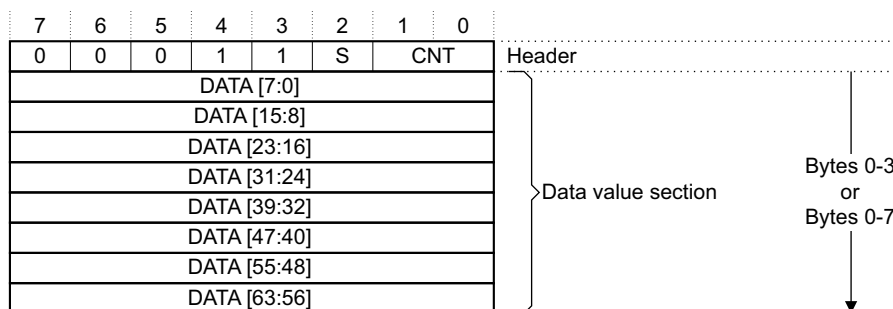 7 6 5 4 3 2 1 0
0 0 0 1 1 S CNT Header
DATA [7:0]
DATA [15:8]
DATA [23:16]
DATA [31:24]
DATA [39:32]
DATA [47:40]
DATA [55:48]
DATA [63:56]
Data value section
Bytes 0-3
or
Bytes 0-7